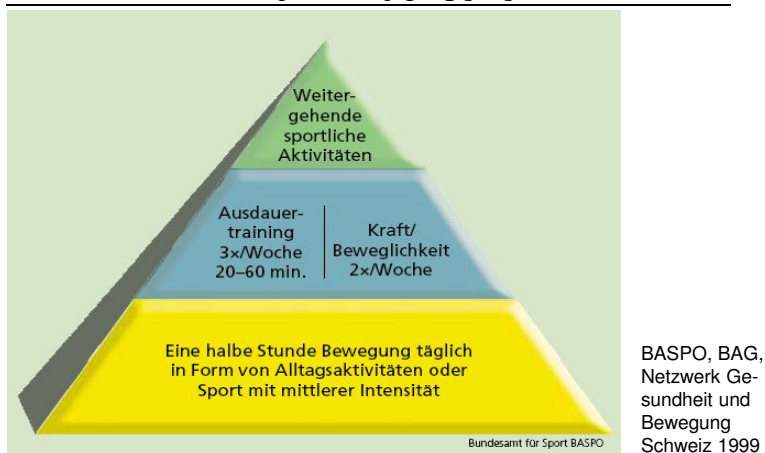 Weiter-
gehende
sportliche
Aktivitäten
Ausdauer-
training
3x/Woche
20–60 min.
Kraft/
Beweglichkeit
2x/Woche
Eine halbe Stunde Bewegung täglich
in Form von Alltagsaktivitäten oder
Sport mit mittlerer Intensität
Bundesamt für Sport BASPO
BASPO, BAG,
Netzwerk Ge-
sundheit und
Bewegung
Schweiz 1999